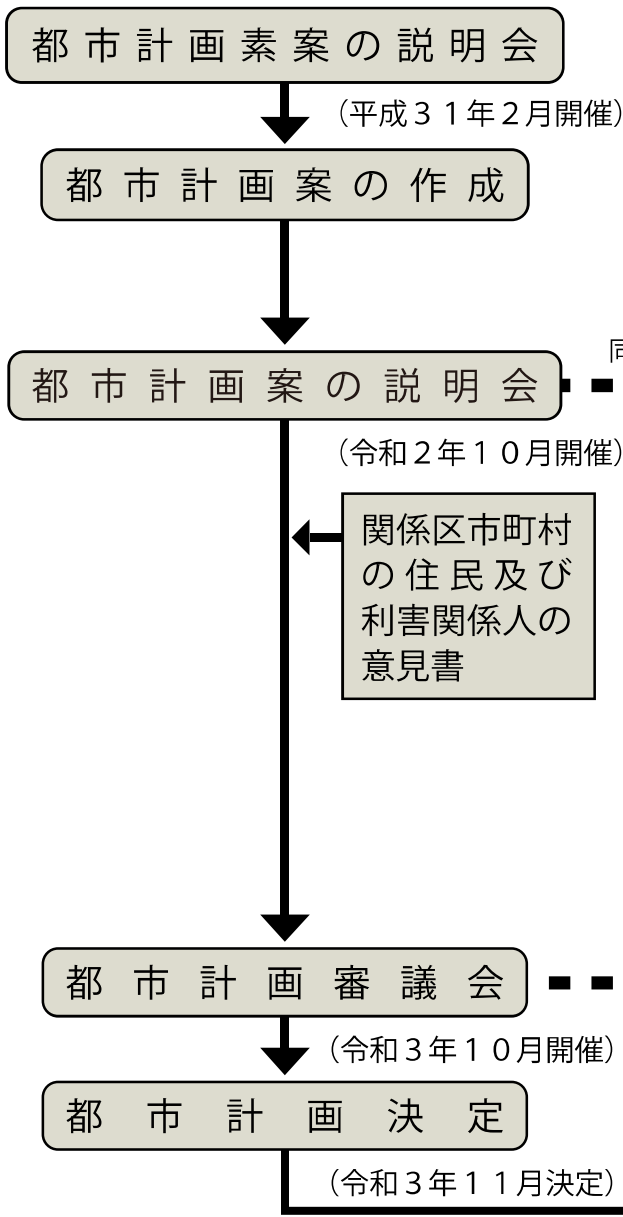 都市計画素案の説明会
（平成３１年２月開催）
都市計画案の作成
同
都市計画案の説明会
（令和２年１０月開催）
関係区市町村
の住民及び
利害関係人の
意見書
都市計画審議会
（令和３年１０月開催）
都市計画決定
（令和３年１１月決定）